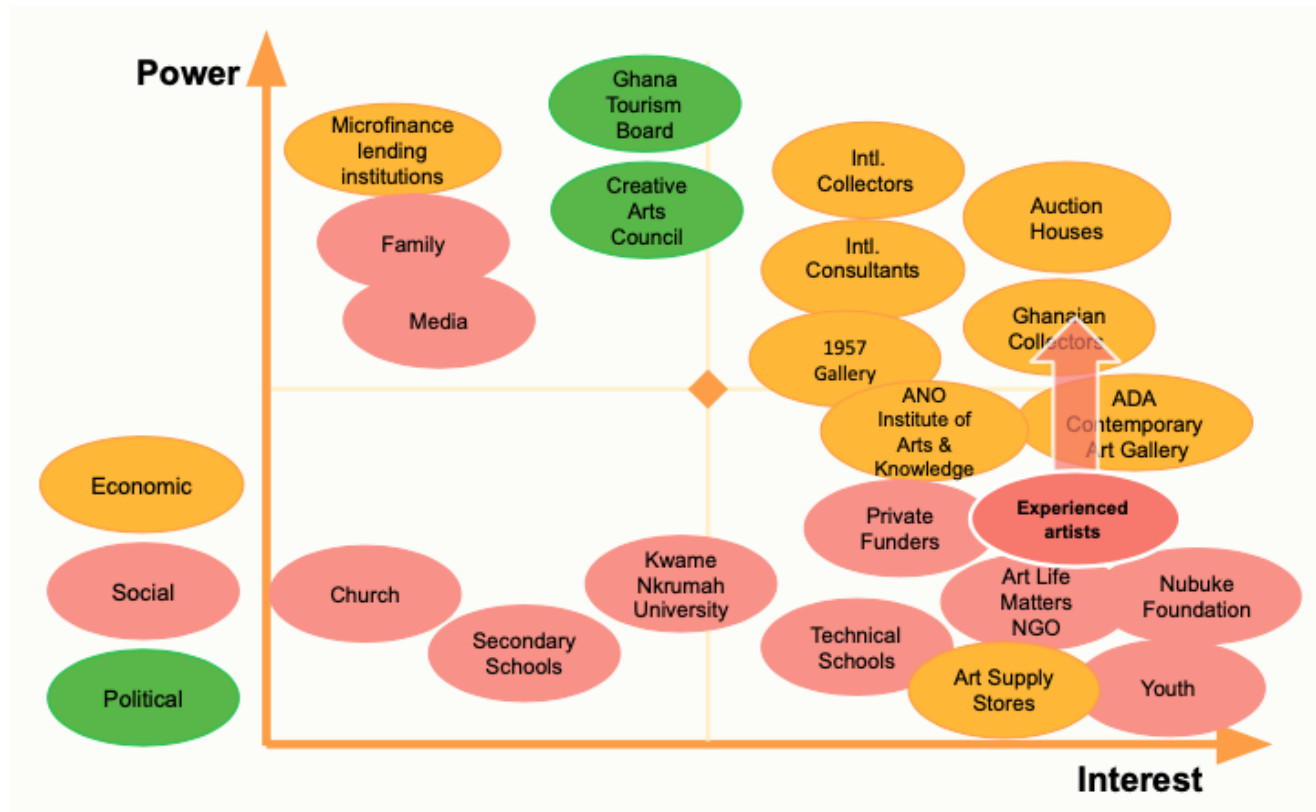 Power
Ghana
Tourism
Board
Microfinance
lending
institutions
Intl.
Collectors
Creative
Arts
Council
Auction
Houses
Family
Intl.
Consultants
Media
Ghanaian
Collectors
1957
Gallery
ANO
Institute of
Arts &
Knowledge
ADA
Contemporary
Art Gallery
Economic
Private
Funders
Experienced
artists
Social
Church
Kwame
Nkrumah
University
Art Life
Matters
NGO
Nubuke
Foundation
Secondary
Schools
Technical
Schools
Political
Art Supply
Stores
Youth
Interest